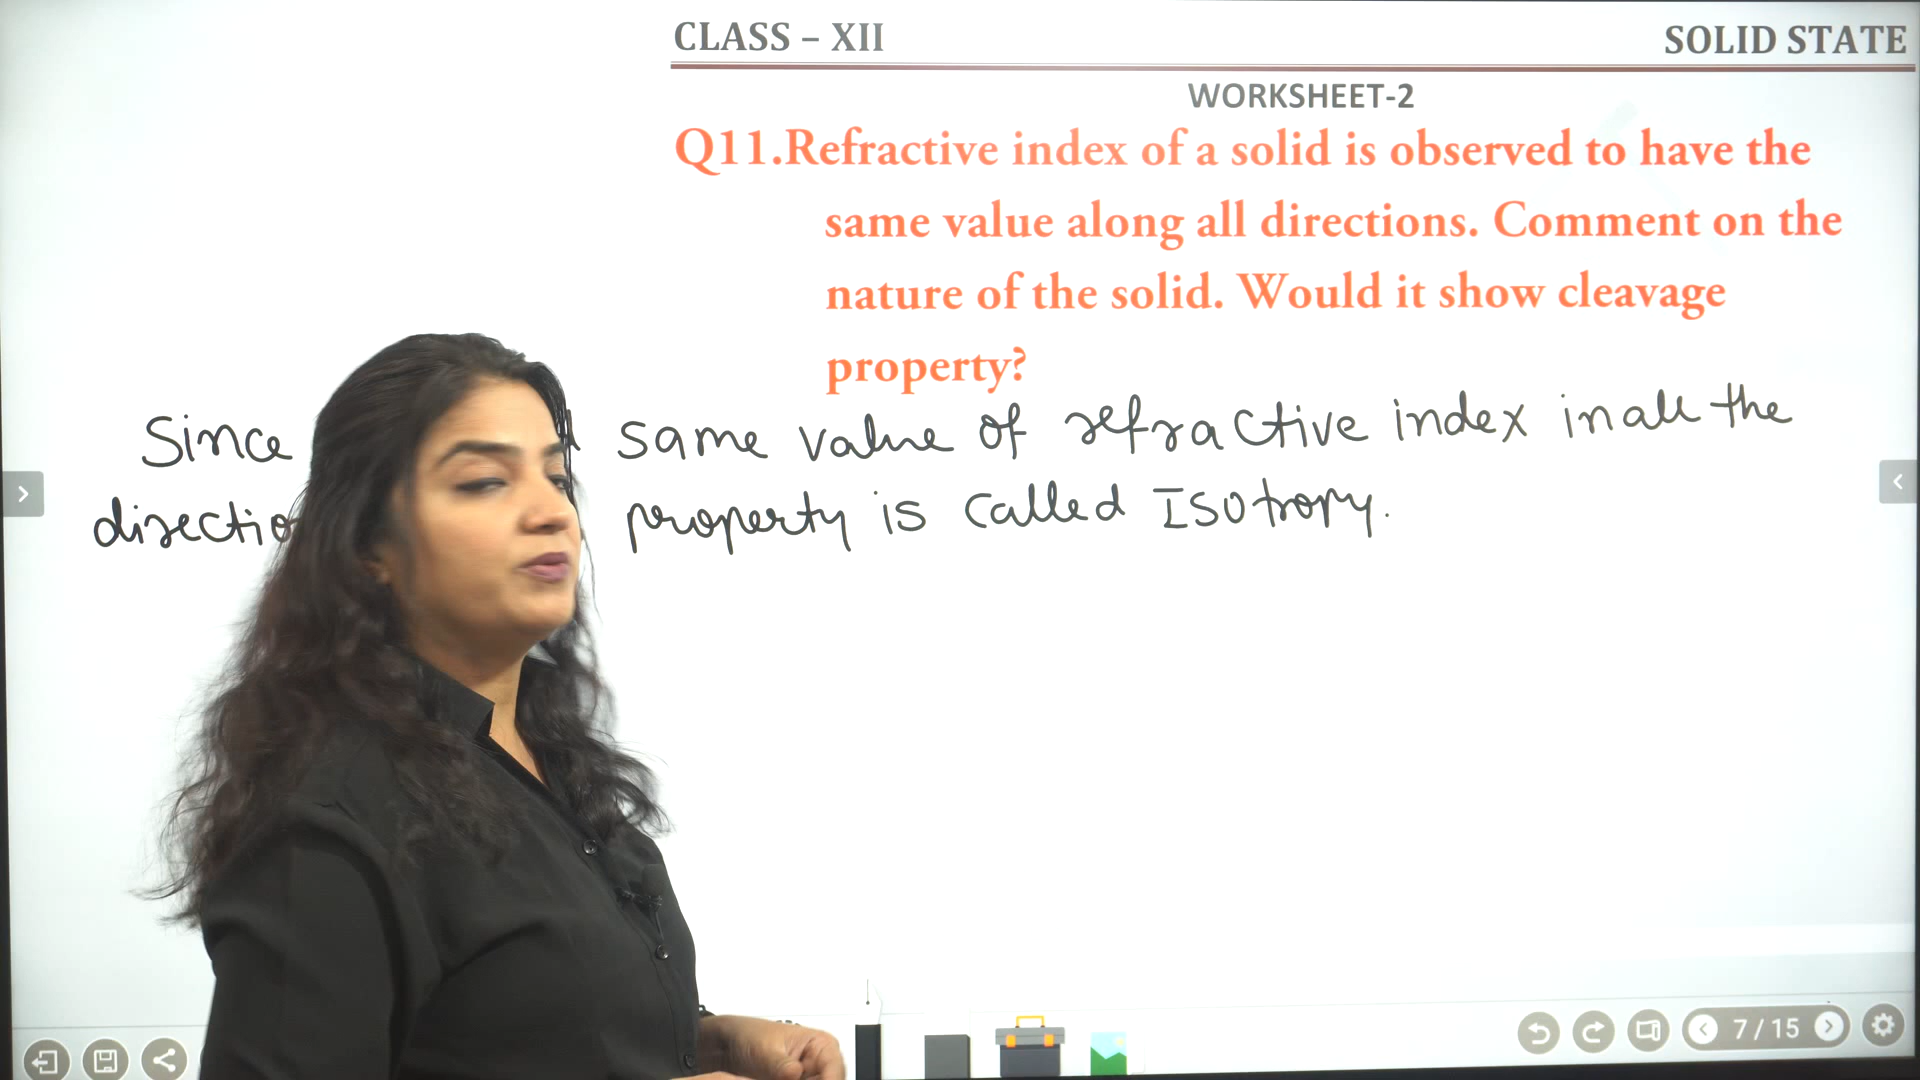 CLASS – XII
SOLID STATE
WORKSHEET-2
Q11.Refractive index of a solid is observed to have the
same value along all directions. Comment on the
nature of the solid. Would it show cleavage
property?
Since same value of refractive index in all the
property is called Isotropy.
7 / 15